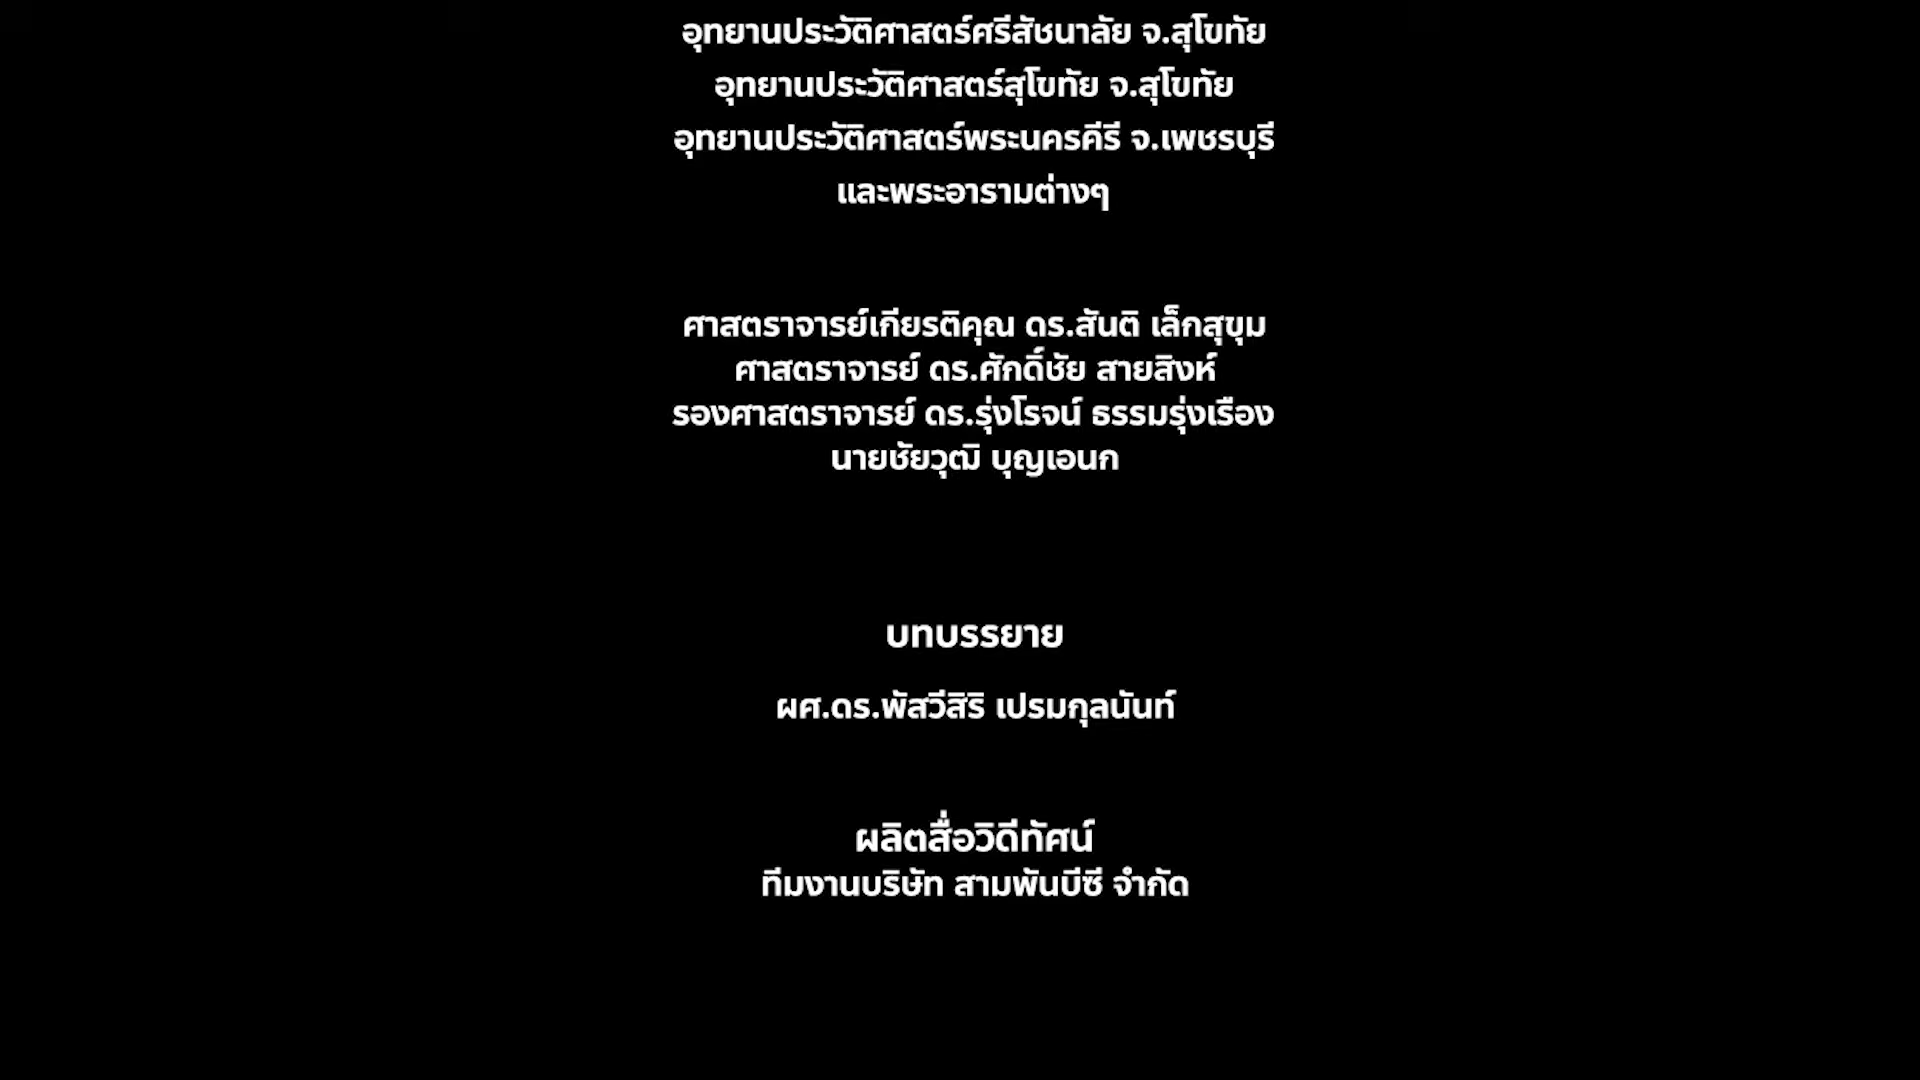 อุทยานประวัติศาสตร์ศรีสัชนาลัย จ.สุโขทัย
อุทยานประวัติศาสตร์สุโขทัย จ.สุโขทัย
อุทยานประวัติศาสตร์พระนครคีรี จ.เพชรบุรี
และพระอารามต่างๆ
ศาสตราจารย์เกียรติคุณ ดร.สันติ เล็กสุขุม
ศาสตราจารย์ ดร.ศักดิ์ชัย สายสิงห์
รองศาสตราจารย์ ดร.รุ่งโรจน์ ธรรมรุ่งเรือง
นายชัยวุฒิ บุญเอนก
บทบรรยาย
ผศ.ดร.พัสวีสิริ เปรมกุลนันท์
ผลิตสื่อวิดีทัศน์
ทีมงานบริษัท สามพันบีซี จำกัด